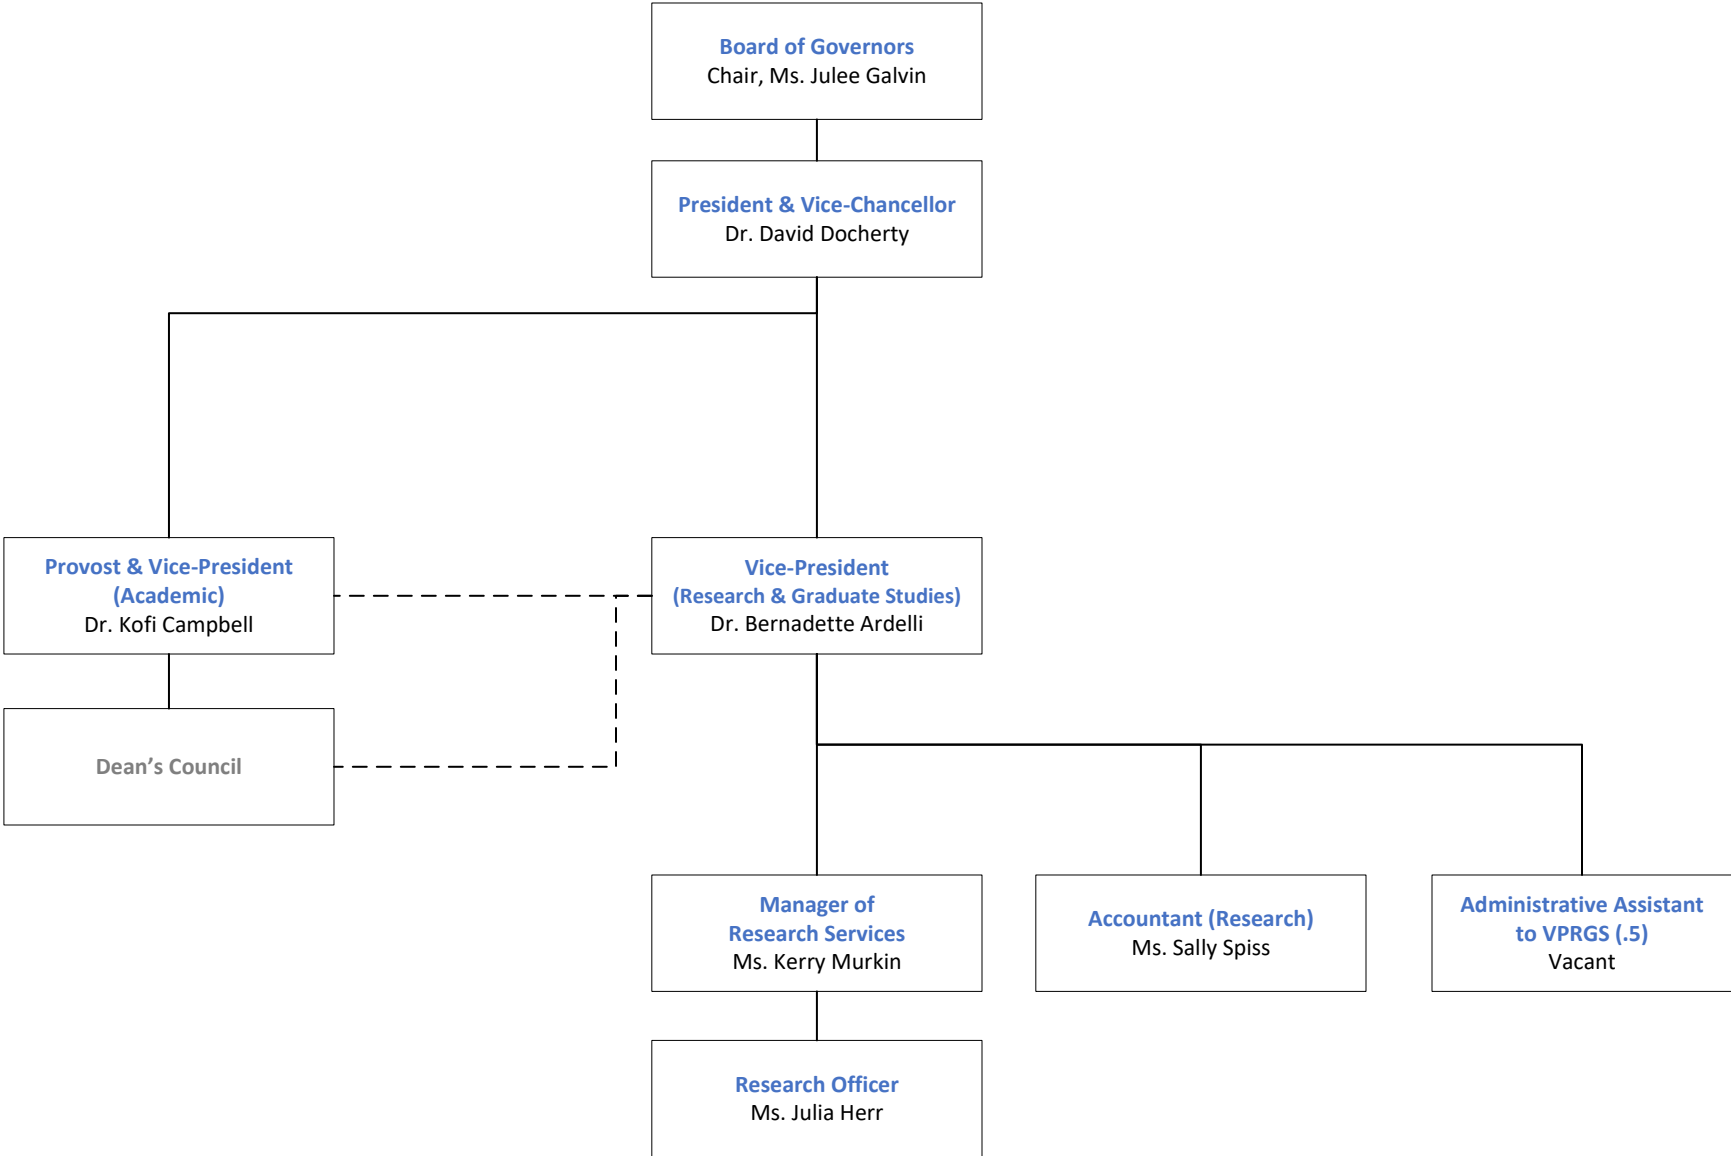 Board of Governors
Chair, Ms. Julee Galvin
President & Vice-Chancellor
Dr. David Docherty
Provost & Vice-President
(Academic)
Dr. Kofi Campbell
Vice-President
(Research & Graduate Studies)
Dr. Bernadette Ardelli
Dean’s Council
Manager of
Research Services
Ms. Kerry Murkin
Accountant (Research)
Ms. Sally Spiss
Administrative Assistant
to VPRGS (.5)
Vacant
Research Officer
Ms. Julia Herr